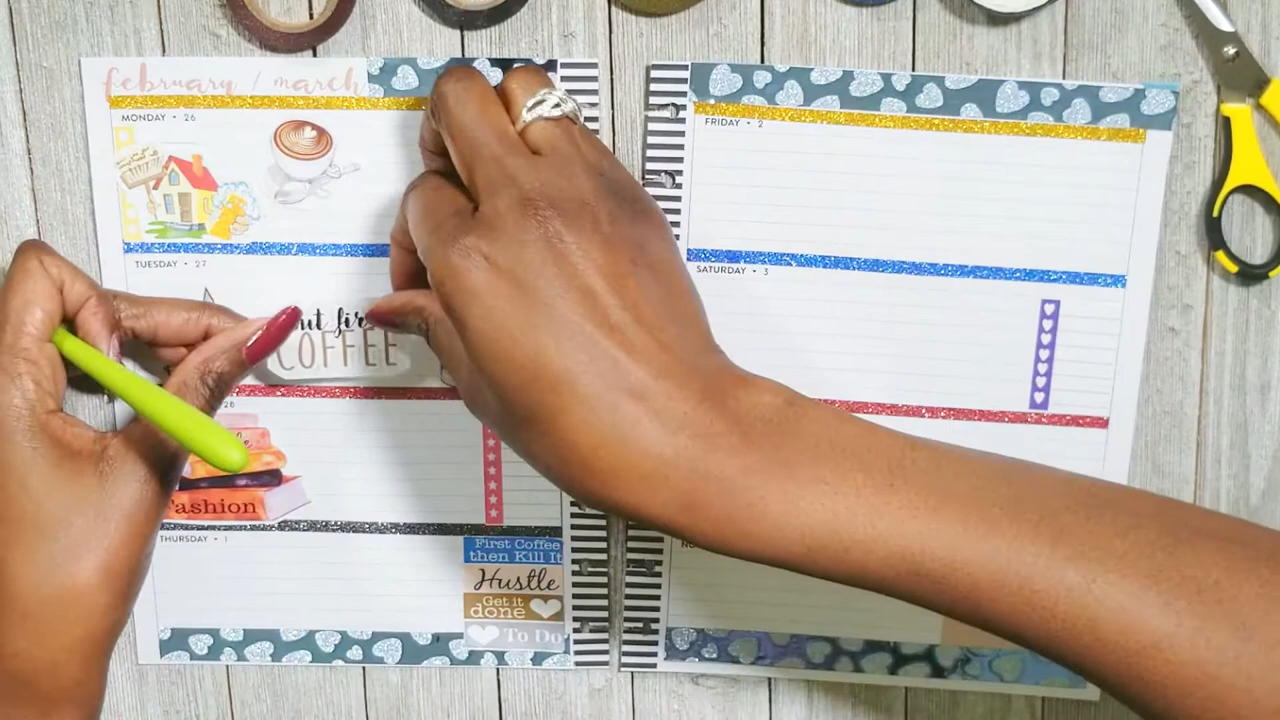 february / march
MONDAY • 26
TUESDAY • 27
COFFEE
28
Fashion
THURSDAY • 1
First Coffee
then Kill It
Hustle
Get it
done
To Do
FRIDAY • 2
SATURDAY • 3